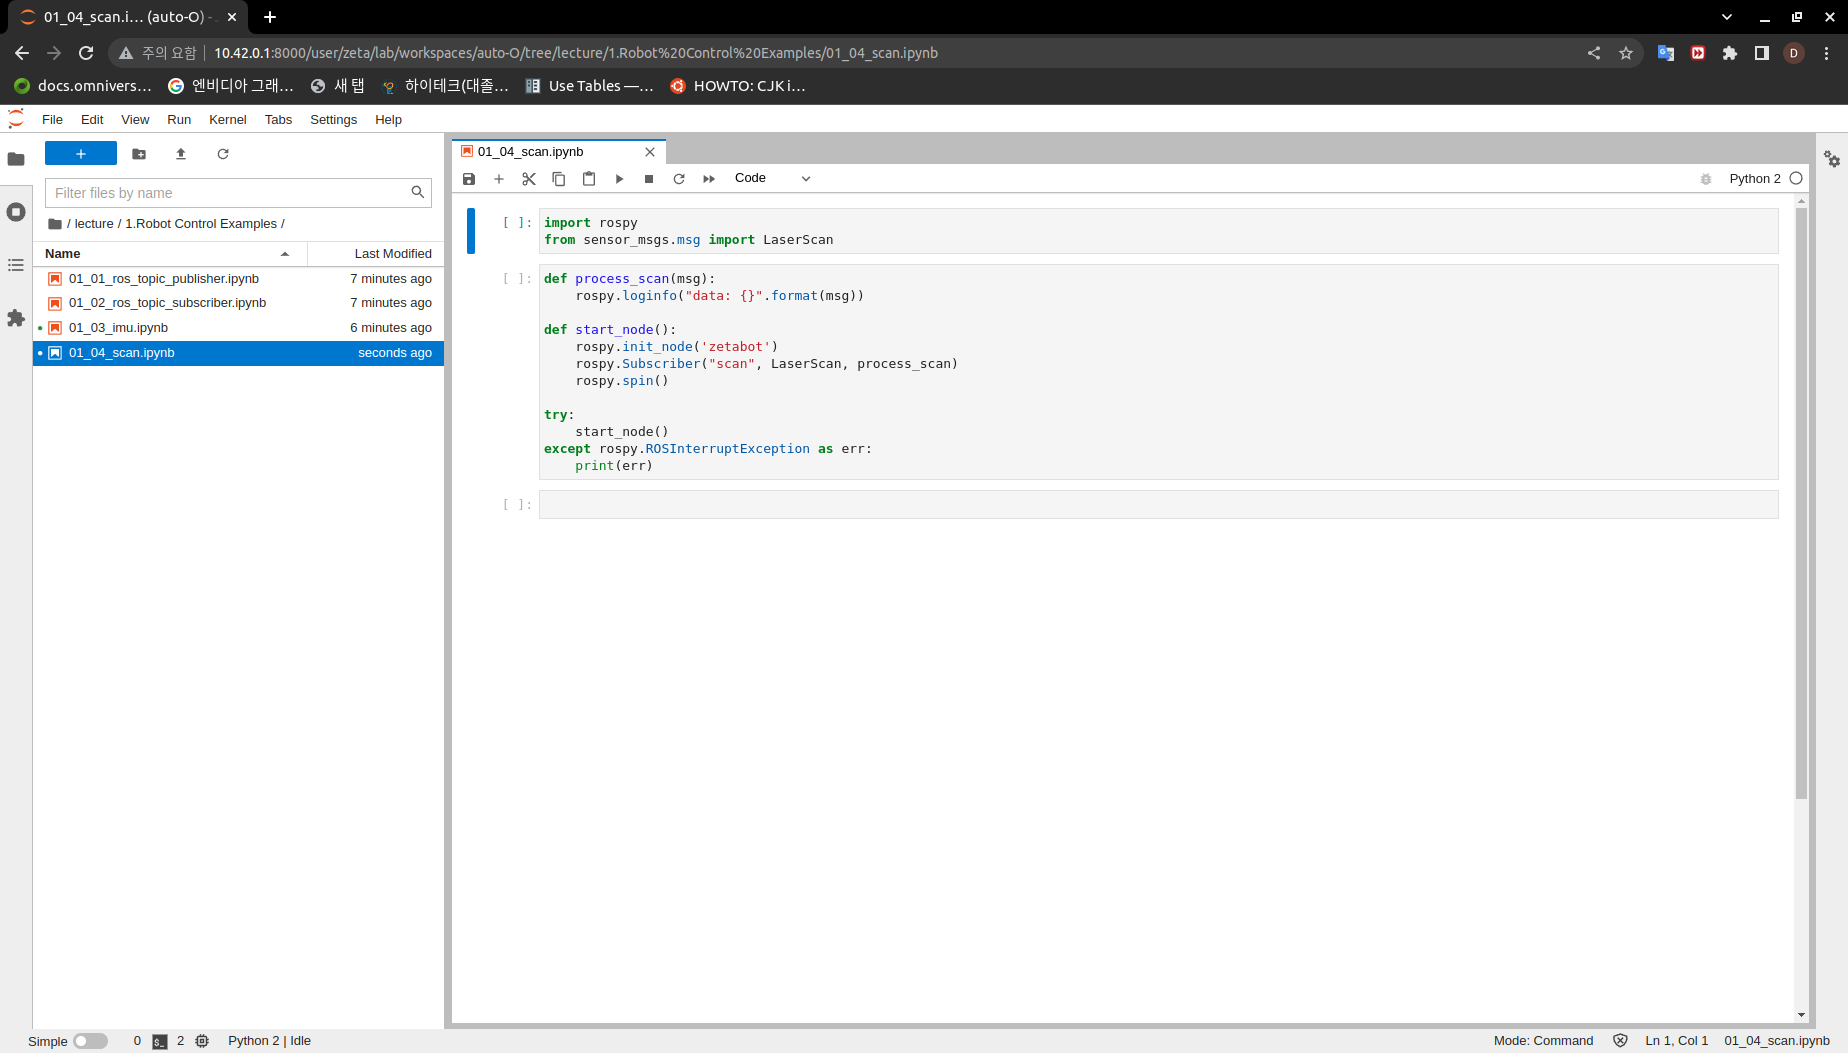 01_04_scan.i… (auto-O) -
주의 요함
10.42.0.1:8000/user/zeta/lab/workspaces/auto-O/tree/lecture/1.Robot%20Control%20Examples/01_04_scan.ipynb
D
docs.omnivers…
엔비디아 그래…
새 탭
하이테크(대졸…
Use Tables —…
HOWTO: CJK i…
File Edit View Run Kernel Tabs Settings Help
Filter files by name
/ lecture / 1.Robot Control Examples /
Name Last Modified
01_01_ros_topic_publisher.ipynb 7 minutes ago
01_02_ros_topic_subscriber.ipynb 7 minutes ago
01_03_imu.ipynb 6 minutes ago
01_04_scan.ipynb seconds ago
01_04_scan.ipynb
Code
Python 2
[ ]: import rospy
from sensor_msgs.msg import LaserScan
[ ]: def process_scan(msg):
    rospy.loginfo("data: {}".format(msg))
def start_node():
    rospy.init_node('zetabot')
    rospy.Subscriber("scan", LaserScan, process_scan)
    rospy.spin()
try:
    start_node()
except rospy.ROSInterruptException as err:
    print(err)
[ ]:
Simple 0 $_ 2 Python 2 | Idle
Mode: Command Ln 1, Col 1 01_04_scan.ipynb